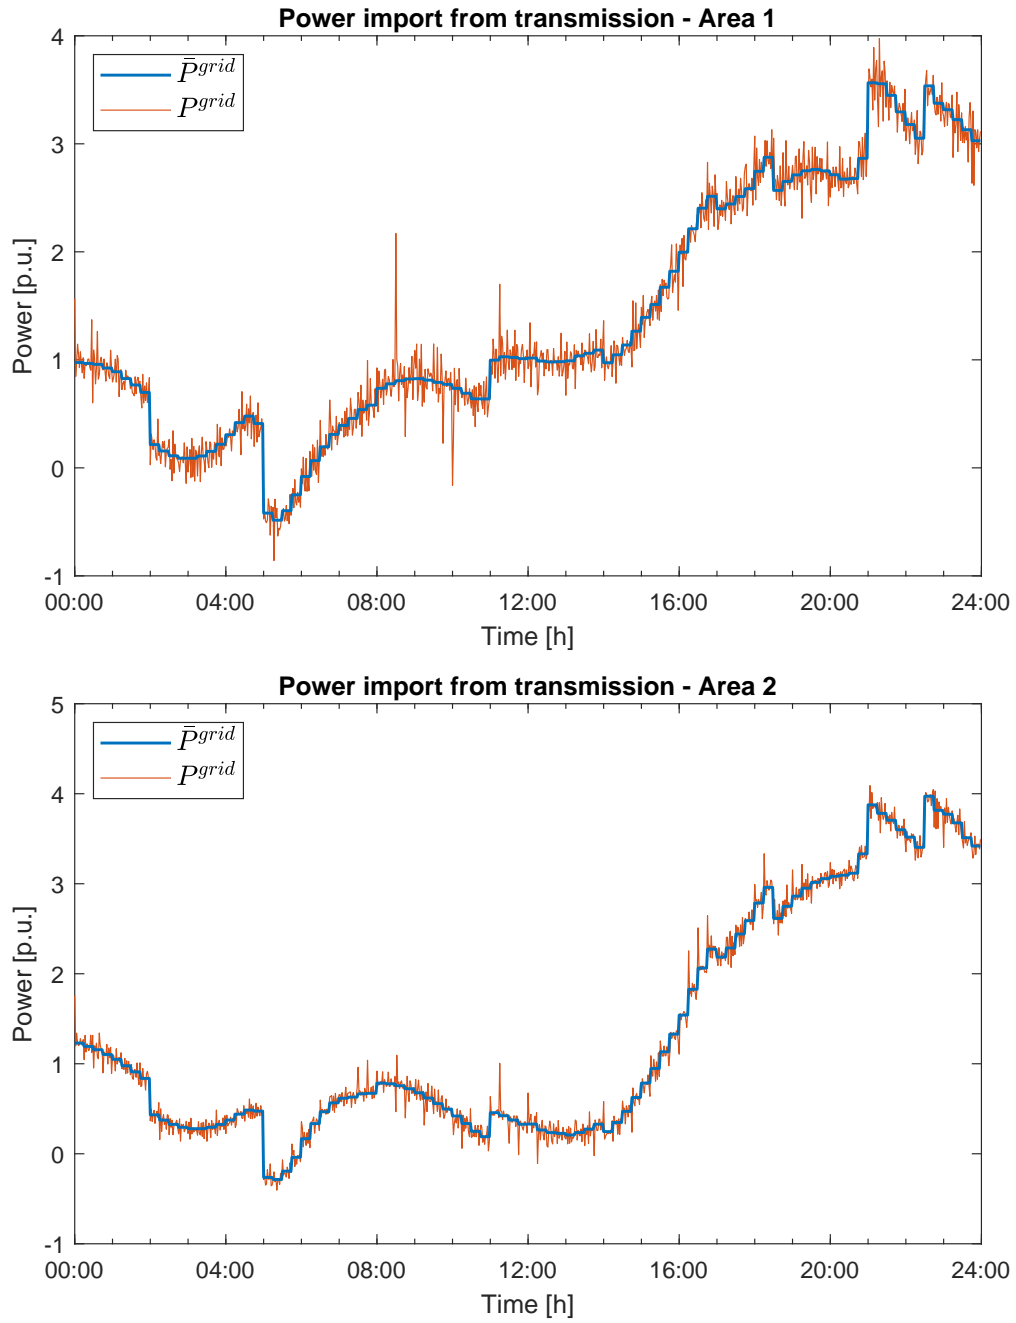 Power import from transmission - Area 1
P̄^grid
P^grid
Power [p.u.]
4
3
2
1
0
-1
00:00 04:00 08:00 12:00 16:00 20:00 24:00
Time [h]
Power import from transmission - Area 2
P̄^grid
P^grid
Power [p.u.]
5
4
3
2
1
0
-1
00:00 04:00 08:00 12:00 16:00 20:00 24:00
Time [h]